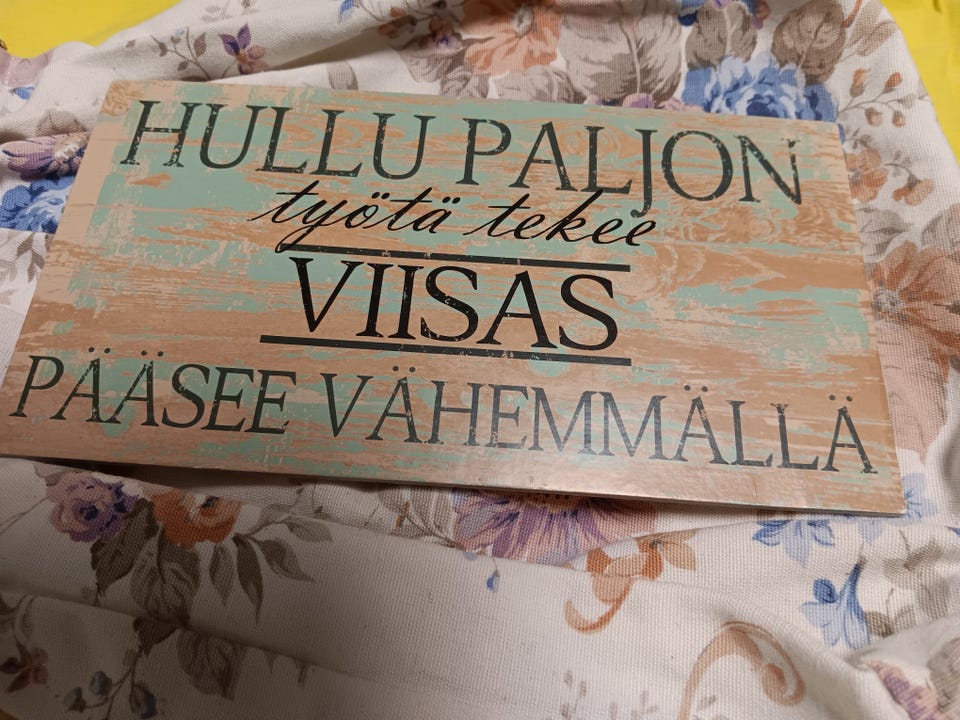 HULLU PALJON
työtä tekee
VIISAS
PÄÄSEE VÄHEMMÄLLÄ